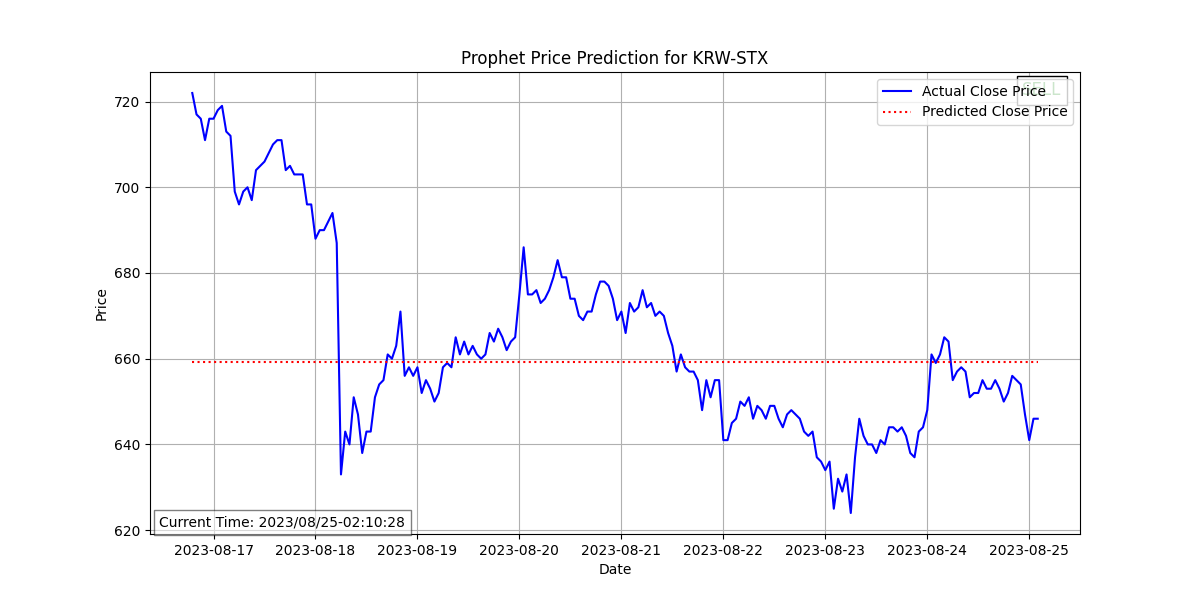 Prophet Price Prediction for KRW-STX
SELL
Actual Close Price
Predicted Close Price
Price
720
700
680
660
640
620
Current Time: 2023/08/25-02:10:28
2023-08-17
2023-08-18
2023-08-19
2023-08-20
2023-08-21
2023-08-22
2023-08-23
2023-08-24
2023-08-25
Date